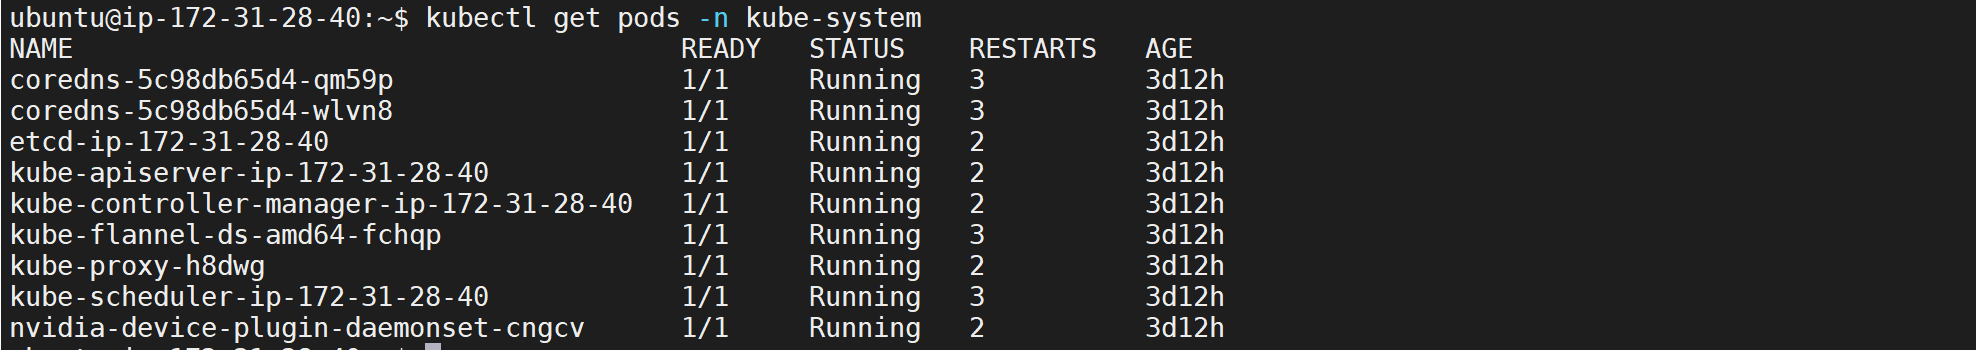 ubuntu@ip-172-31-28-40:~$ kubectl get pods -n kube-system
NAME READY STATUS RESTARTS AGE
coredns-5c98db65d4-qm59p 1/1 Running 3 3d12h
coredns-5c98db65d4-wlvn8 1/1 Running 3 3d12h
etcd-ip-172-31-28-40 1/1 Running 2 3d12h
kube-apiserver-ip-172-31-28-40 1/1 Running 2 3d12h
kube-controller-manager-ip-172-31-28-40 1/1 Running 2 3d12h
kube-flannel-ds-amd64-fchqp 1/1 Running 3 3d12h
kube-proxy-h8dwg 1/1 Running 2 3d12h
kube-scheduler-ip-172-31-28-40 1/1 Running 3 3d12h
nvidia-device-plugin-daemonset-cngcv 1/1 Running 2 3d12h